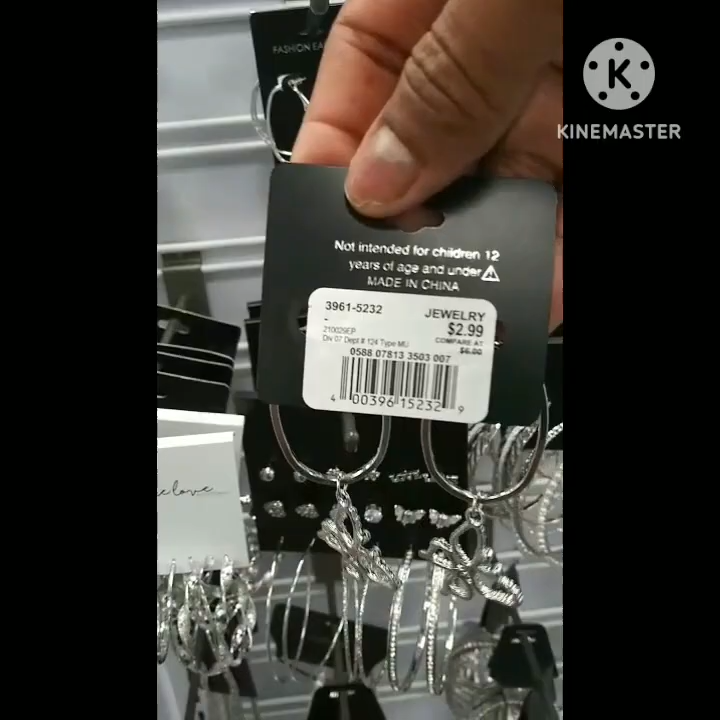 FASHION EA
K
KINEMASTER
Not intended for children 12
years of age and under
MADE IN CHINA
3961-5232
JEWELRY
-
$2.99
210029EP
COMPARE AT
Div 07 Dept # 124 Type MU
$6.00
0588 07813 3503 007
4 00396 15232 9
elove